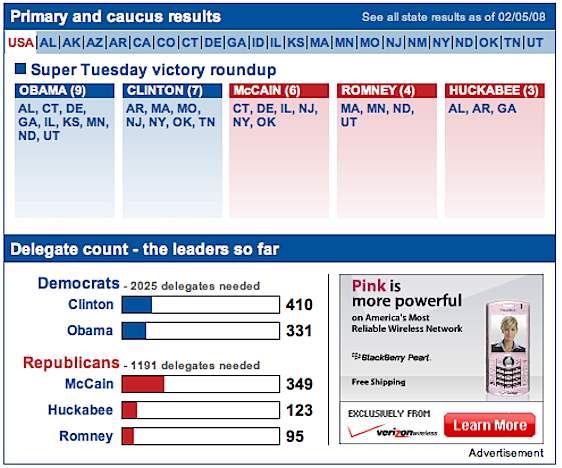 Primary and caucus results
See all state results as of 02/05/08
USA|AL|AK|AZ|AR|CA|CO|CT|DE|GA|ID|IL|KS|MA|MN|MO|NJ|NM|NY|ND|OK|TN|UT
Super Tuesday victory roundup
OBAMA (9)
AL, CT, DE,
GA, IL, KS, MN,
ND, UT
CLINTON (7)
AR, MA, MO,
NJ, NY, OK, TN
McCAIN (6)
CT, DE, IL, NJ,
NY, OK
ROMNEY (4)
MA, MN, ND,
UT
HUCKABEE (3)
AL, AR, GA
Delegate count - the leaders so far
Democrats - 2025 delegates needed
Clinton 410
Obama 331
Republicans - 1191 delegates needed
McCain 349
Huckabee 123
Romney 95
Pink is
more powerful
on America's Most
Reliable Wireless Network
BlackBerry Pearl.
Free Shipping
EXCLUSIVELY FROM
verizonwireless
Learn More
Advertisement